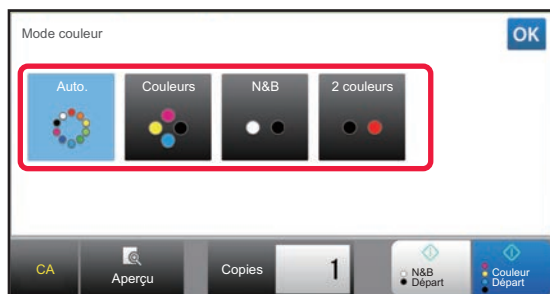 Mode couleur
OK
Auto.
Couleurs
N&B
2 couleurs
CA
Aperçu
Copies
1
N&B
Départ
Couleur
Départ